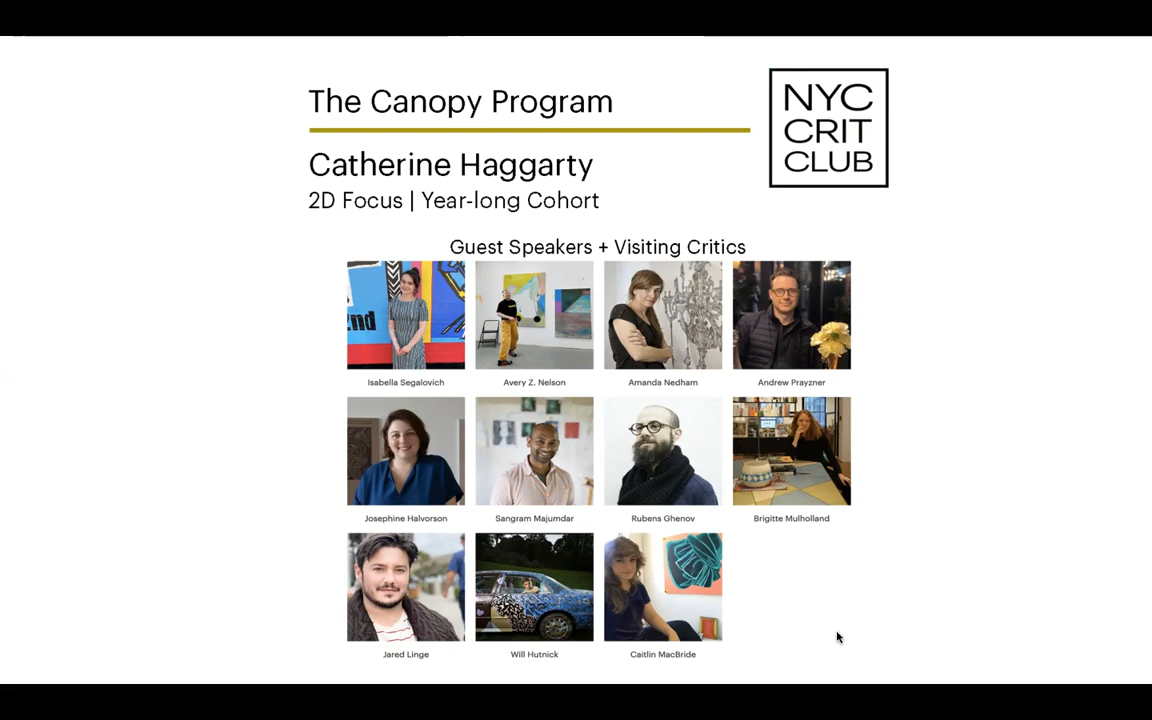 The Canopy Program
NYC
CRIT
CLUB
Catherine Haggarty
2D Focus | Year-long Cohort
Guest Speakers + Visiting Critics
2nd
Isabella Segalovich
Avery Z. Nelson
Amanda Nedham
Andrew Prayzner
Josephine Halvorson
Sangram Majumdar
Rubens Ghenov
Brigitte Mulholland
Jared Linge
Will Hutnick
Caitlin MacBride